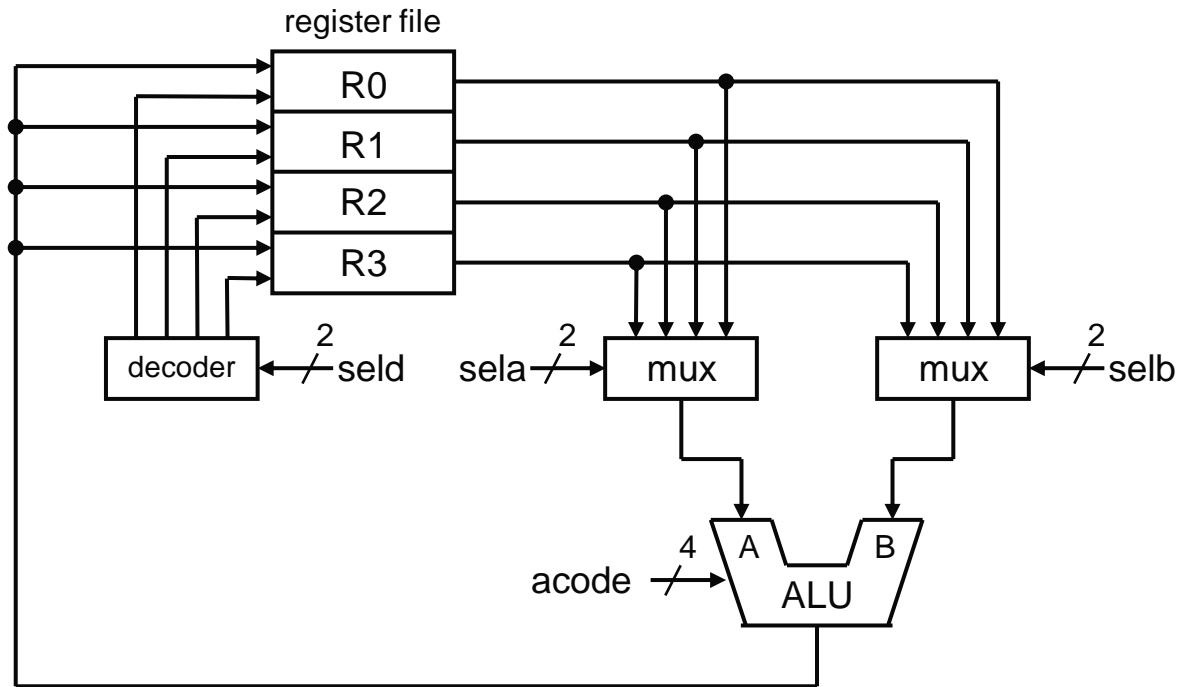 register file
R0
R1
R2
R3
2
2
2
decoder
seld
sela
mux
mux
selb
A
B
4
acode
ALU